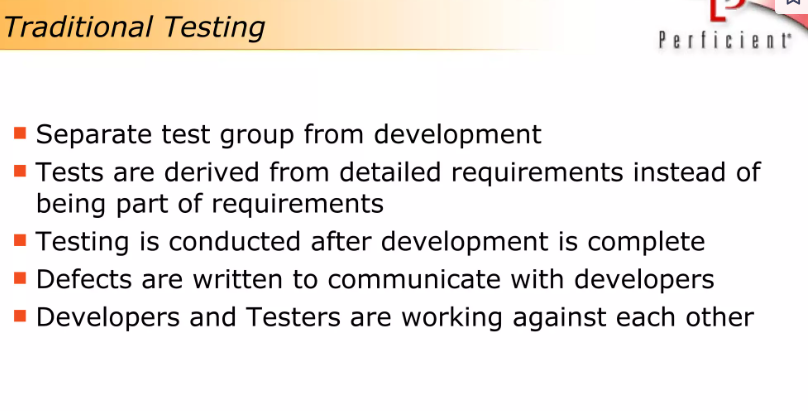 Traditional Testing
Perficient®
Separate test group from development
Tests are derived from detailed requirements instead of
being part of requirements
Testing is conducted after development is complete
Defects are written to communicate with developers
Developers and Testers are working against each other